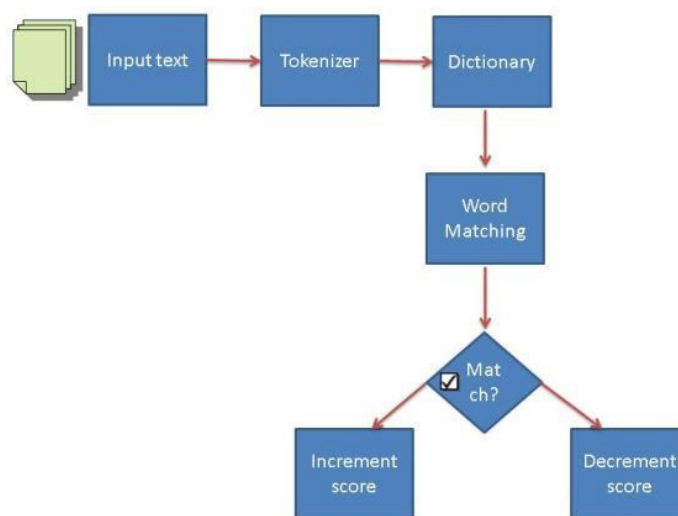 Input text
Tokenizer
Dictionary
Word
Matching
Mat
ch?
Increment
score
Decrement
score